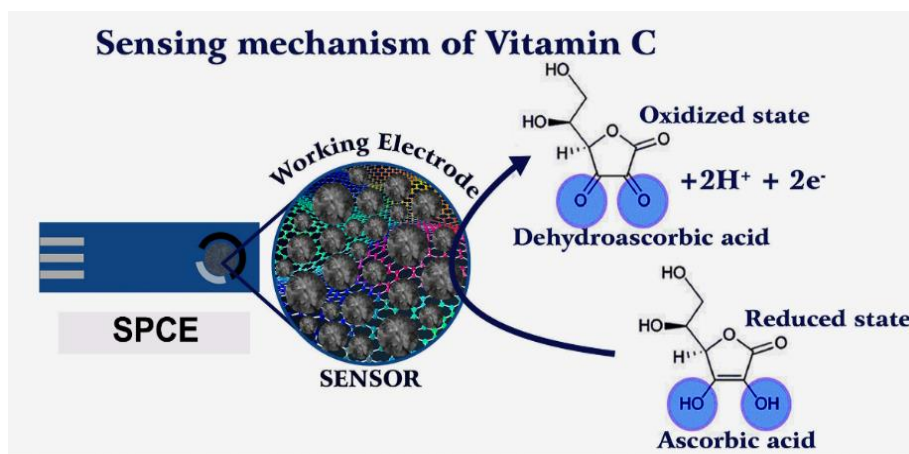 Sensing mechanism of Vitamin C
HO
HO
O
O
H
O
O
Oxidized state
+2H⁺ + 2e⁻
Dehydroascorbic acid
Working Electrode
SPCE
SENSOR
HO
HO
O
O
H
HO
OH
Reduced state
Ascorbic acid